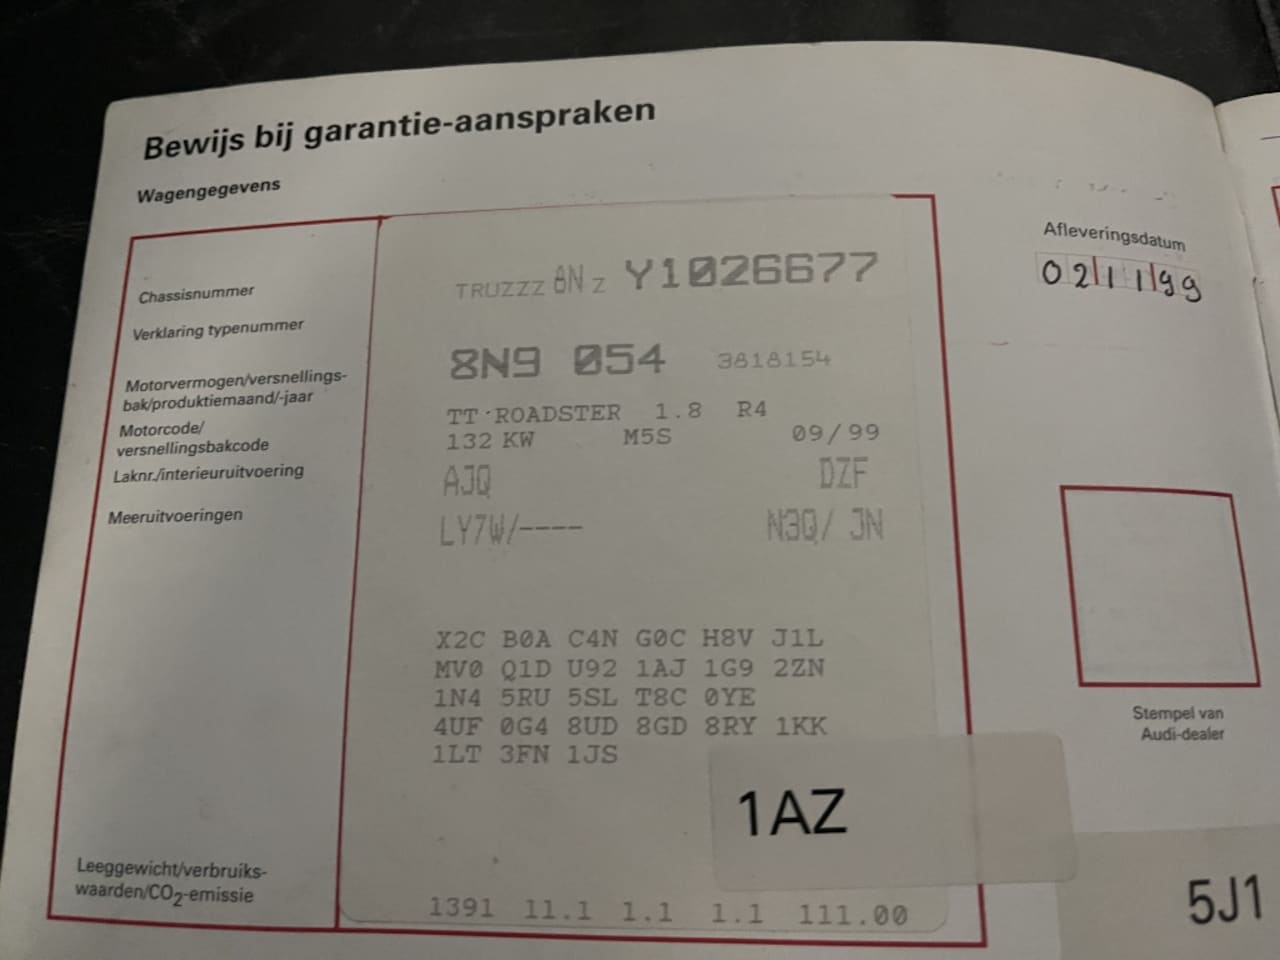 Bewijs bij garantie-aanspraken
Wagengegevens
Afleveringsdatum
021199
Chassisnummer
TRUZZZ 8N Z Y1026677
Verklaring typenummer
8N9 054 3818154
Motorvermogen/versnellings-
bak/produktiemaand/-jaar
TT ROADSTER 1.8 R4
132 KW M5S 09/99
Motorcode/
versnellingsbakcode
AJQ DZF
Laknr./interieuruitvoering
LY7W/---- N3Q/ JN
Meeruitvoeringen
X2C B0A C4N G0C H8V J1L
MV0 Q1D U92 1AJ 1G9 2ZN
1N4 5RU 5SL T8C 0YE
4UF 0G4 8UD 8GD 8RY 1KK
1LT 3FN 1JS
Stempel van
Audi-dealer
1AZ
5J1
Leeggewicht/verbruiks-
waarden/CO2-emissie
1391 11.1 1.1 1.1 111.00